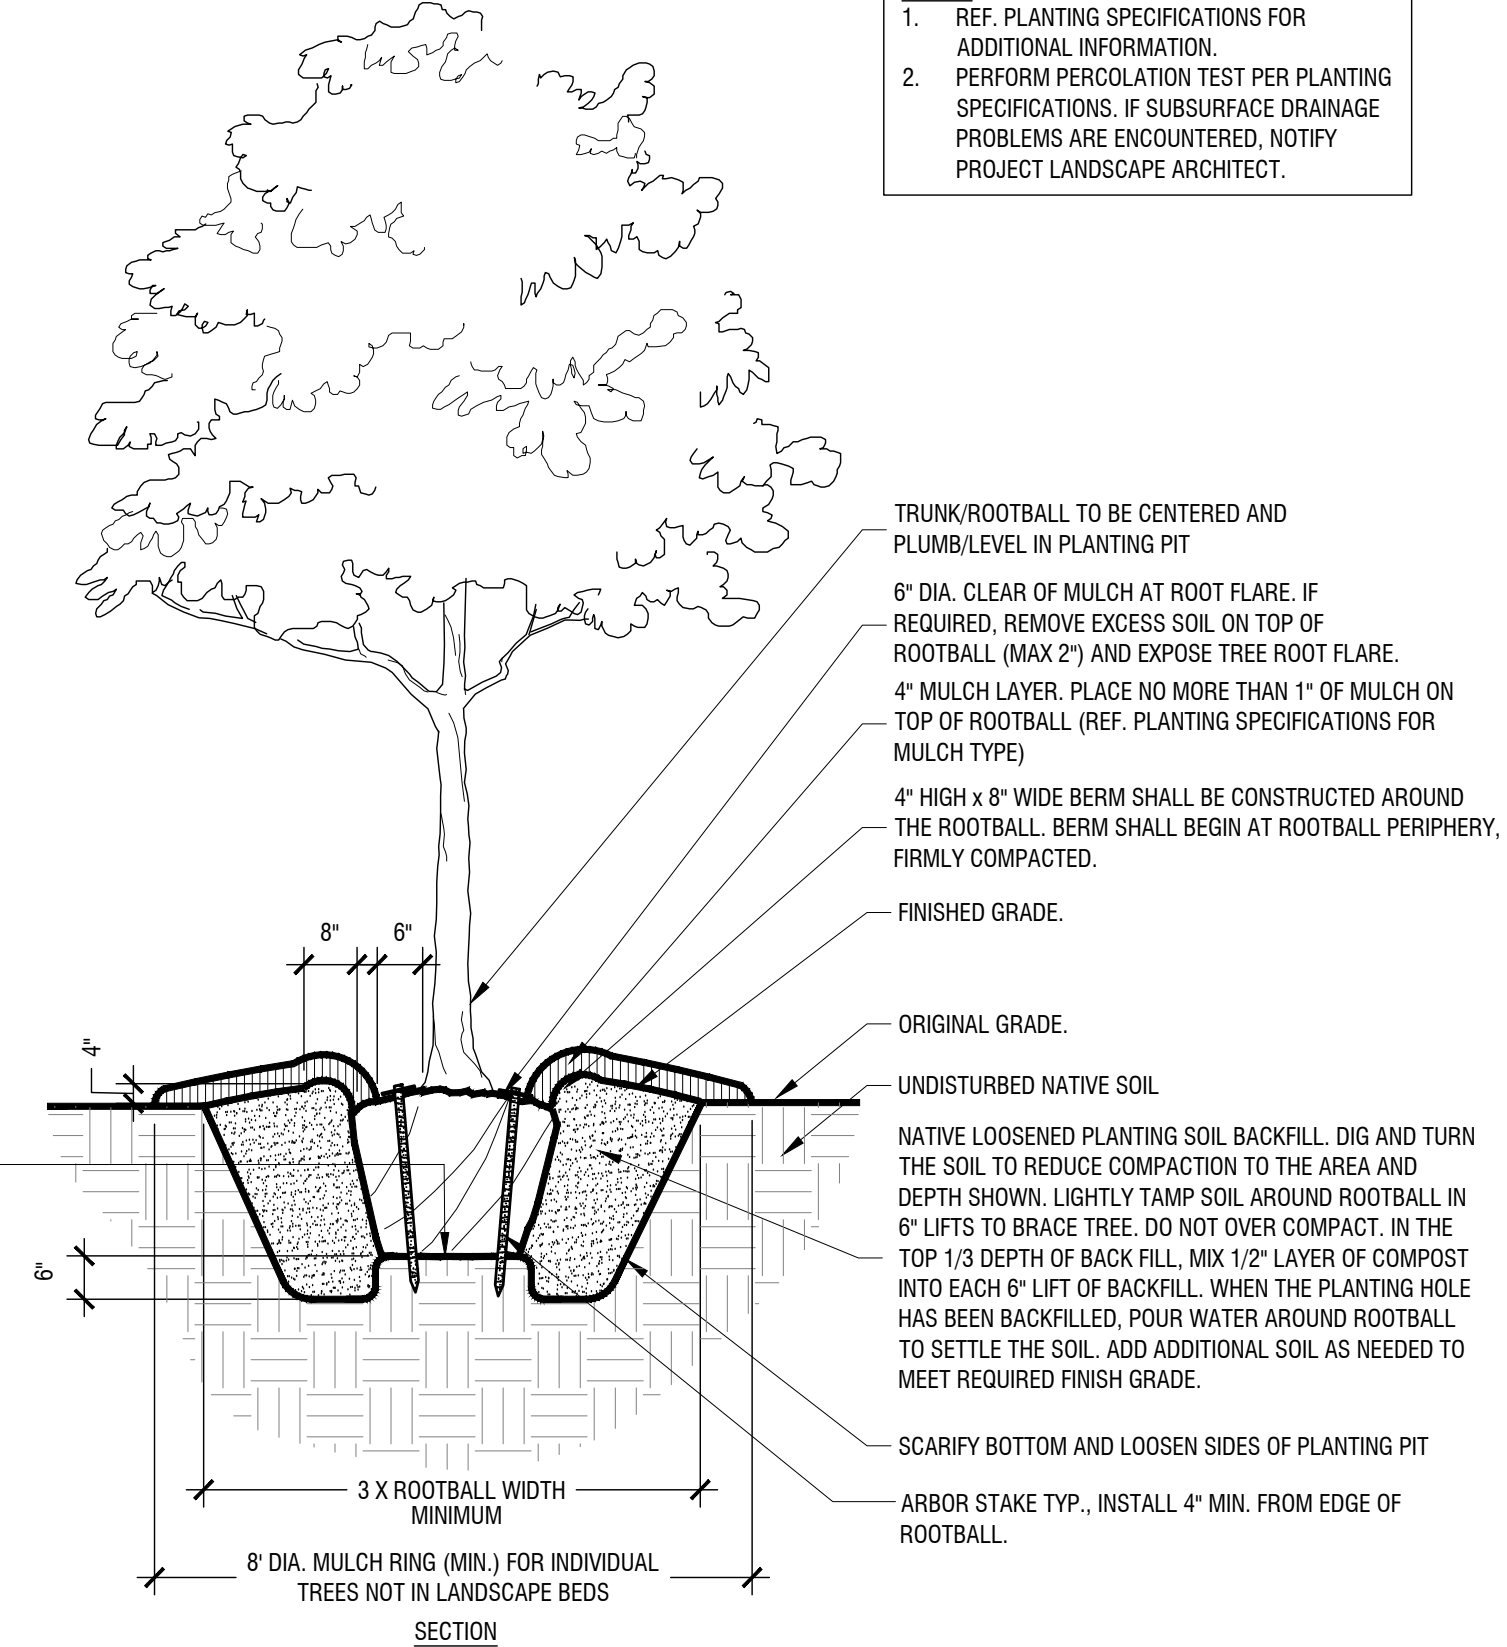 1. REF. PLANTING SPECIFICATIONS FOR
ADDITIONAL INFORMATION.
2. PERFORM PERCOLATION TEST PER PLANTING
SPECIFICATIONS. IF SUBSURFACE DRAINAGE
PROBLEMS ARE ENCOUNTERED, NOTIFY
PROJECT LANDSCAPE ARCHITECT.
TRUNK/ROOTBALL TO BE CENTERED AND
PLUMB/LEVEL IN PLANTING PIT
6" DIA. CLEAR OF MULCH AT ROOT FLARE. IF
REQUIRED, REMOVE EXCESS SOIL ON TOP OF
ROOTBALL (MAX 2") AND EXPOSE TREE ROOT FLARE.
4" MULCH LAYER. PLACE NO MORE THAN 1" OF MULCH ON
TOP OF ROOTBALL (REF. PLANTING SPECIFICATIONS FOR
MULCH TYPE)
4" HIGH x 8" WIDE BERM SHALL BE CONSTRUCTED AROUND
THE ROOTBALL. BERM SHALL BEGIN AT ROOTBALL PERIPHERY,
FIRMLY COMPACTED.
FINISHED GRADE.
8" 6"
ORIGINAL GRADE.
4"
UNDISTURBED NATIVE SOIL
NATIVE LOOSENED PLANTING SOIL BACKFILL. DIG AND TURN
THE SOIL TO REDUCE COMPACTION TO THE AREA AND
DEPTH SHOWN. LIGHTLY TAMP SOIL AROUND ROOTBALL IN
6" LIFTS TO BRACE TREE. DO NOT OVER COMPACT. IN THE
TOP 1/3 DEPTH OF BACK FILL, MIX 1/2" LAYER OF COMPOST
INTO EACH 6" LIFT OF BACKFILL. WHEN THE PLANTING HOLE
HAS BEEN BACKFILLED, POUR WATER AROUND ROOTBALL
TO SETTLE THE SOIL. ADD ADDITIONAL SOIL AS NEEDED TO
MEET REQUIRED FINISH GRADE.
6"
SCARIFY BOTTOM AND LOOSEN SIDES OF PLANTING PIT
ARBOR STAKE TYP., INSTALL 4" MIN. FROM EDGE OF
ROOTBALL.
3 X ROOTBALL WIDTH
MINIMUM
8' DIA. MULCH RING (MIN.) FOR INDIVIDUAL
TREES NOT IN LANDSCAPE BEDS
SECTION